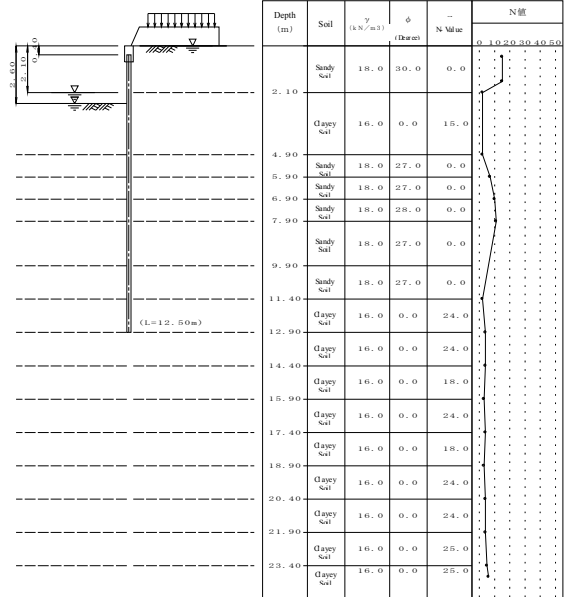 Depth Soil γ φ → N値
(m) (kN/m3) (Degree) N-Value
0 10 20 30 40 50
2.60
2.10
Sandy Soil 18.0 30.0 0.0
2.10
Clayey Soil 16.0 0.0 15.0
4.90
Sandy Soil 18.0 27.0 0.0
5.90
Sandy Soil 18.0 27.0 0.0
6.90
Sandy Soil 18.0 28.0 0.0
7.90
Sandy Soil 18.0 27.0 0.0
9.90
Sandy Soil 18.0 27.0 0.0
11.40
(L=12.50m)
Clayey Soil 16.0 0.0 24.0
12.90
Clayey Soil 16.0 0.0 24.0
14.40
Clayey Soil 16.0 0.0 18.0
15.90
Clayey Soil 16.0 0.0 24.0
17.40
Clayey Soil 16.0 0.0 18.0
18.90
Clayey Soil 16.0 0.0 24.0
20.40
Clayey Soil 16.0 0.0 24.0
21.90
Clayey Soil 16.0 0.0 25.0
23.40
Clayey Soil 16.0 0.0 25.0